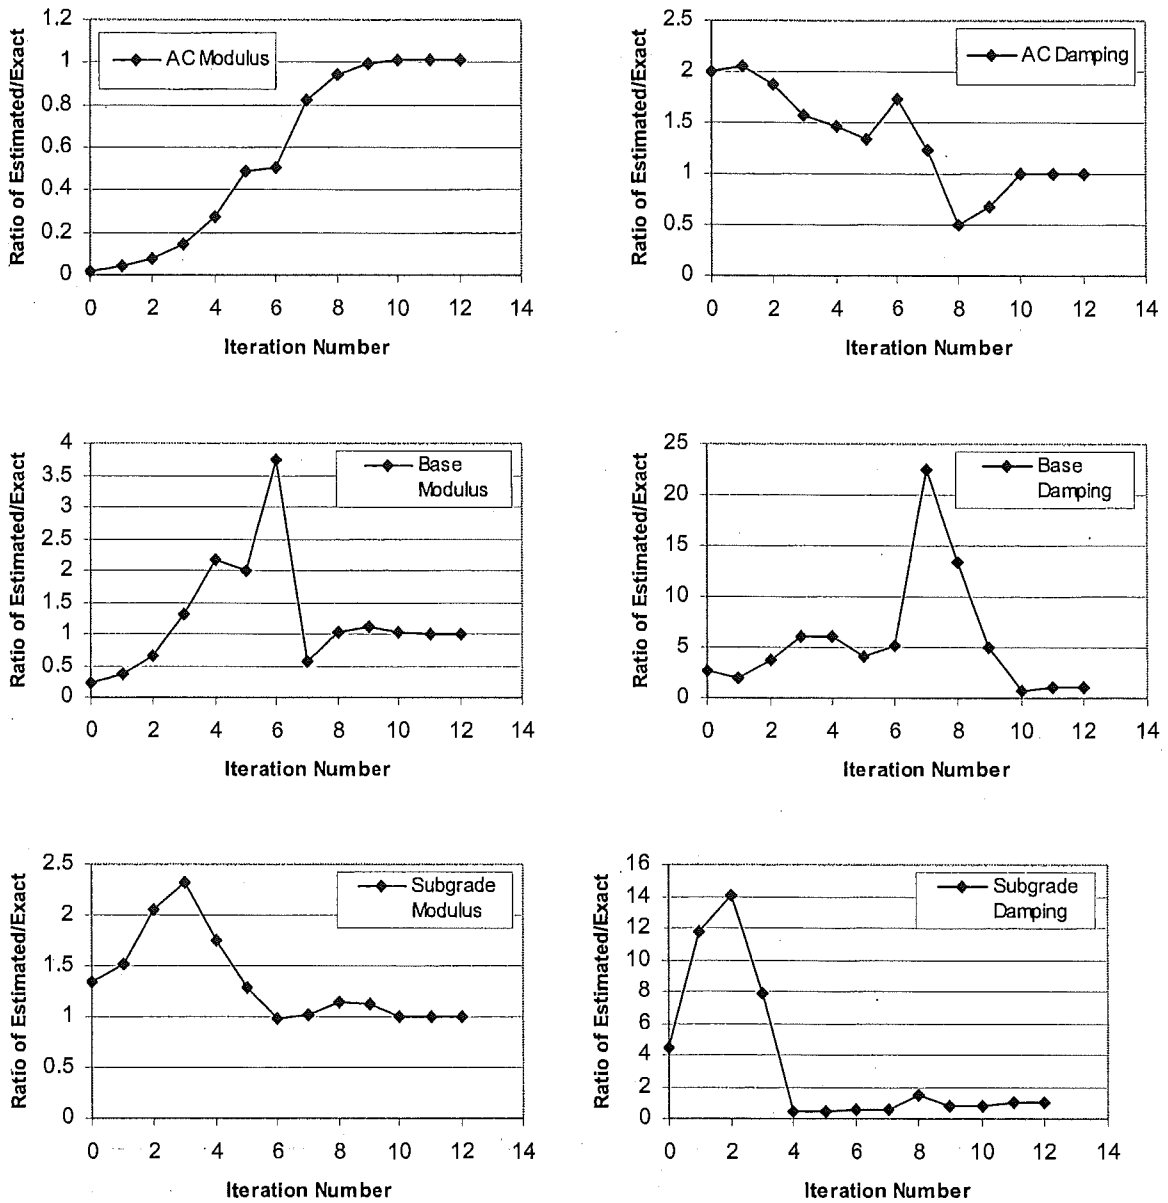 1.2
1
0.8
0.6
0.4
0.2
0
Ratio of Estimated/Exact
AC Modulus
0 2 4 6 8 10 12 14
Iteration Number
2.5
2
1.5
1
0.5
0
Ratio of Estimated/Exact
AC Damping
0 2 4 6 8 10 12 14
Iteration Number
4
3.5
3
2.5
2
1.5
1
0.5
0
Ratio of Estimated/Exact
Base
Modulus
0 2 4 6 8 10 12 14
Iteration Number
25
20
15
10
5
0
Ratio of Estimated/Exact
Base
Damping
0 2 4 6 8 10 12 14
Iteration Number
2.5
2
1.5
1
0.5
0
Ratio of Estimated/Exact
Subgrade
Modulus
0 2 4 6 8 10 12 14
Iteration Number
16
14
12
10
8
6
4
2
0
Ratio of Estimated/Exact
Subgrade
Damping
0 2 4 6 8 10 12 14
Iteration Number